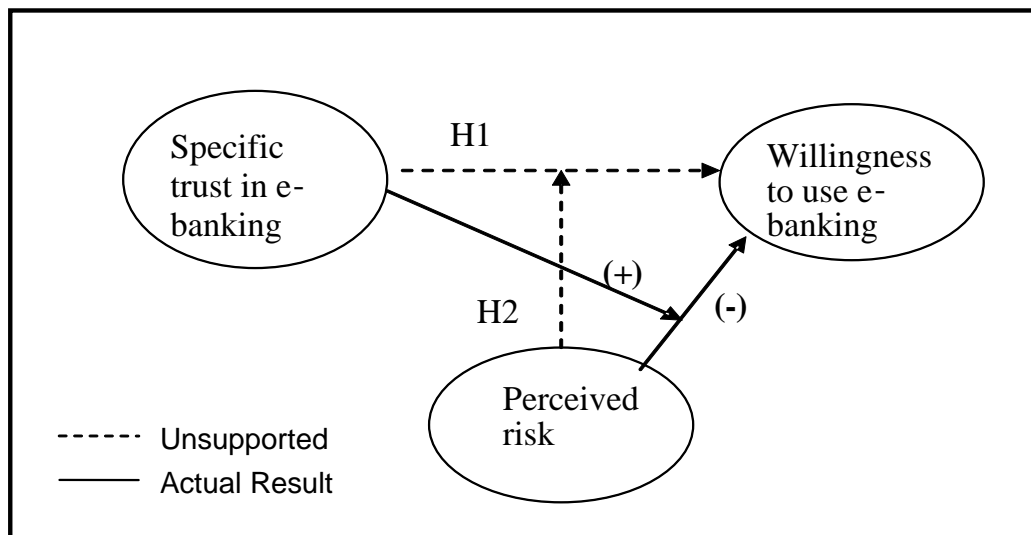 Specific
trust in e-
banking
H1
Willingness
to use e-
banking
(+)
(-)
H2
Perceived
risk
Unsupported
Actual Result